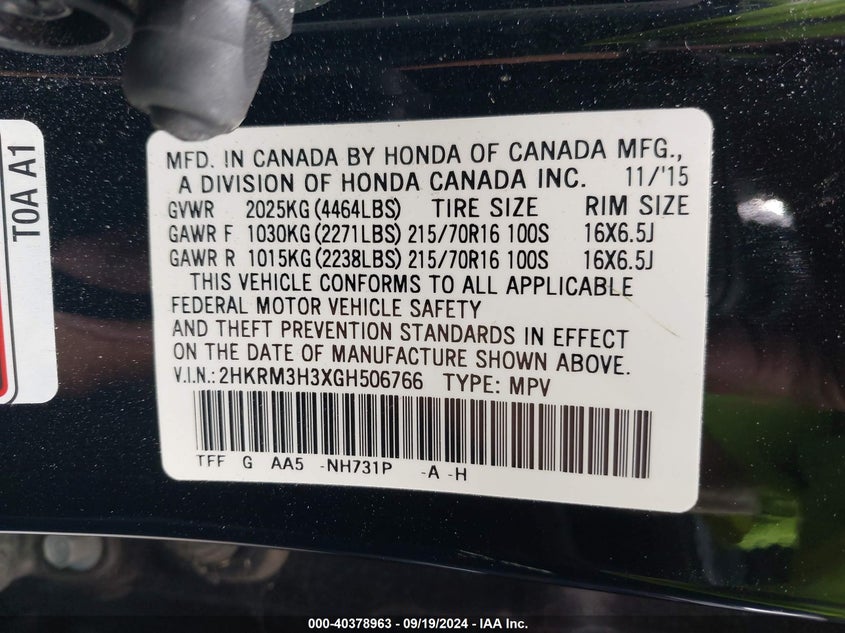 T0A A1
MFD. IN CANADA BY HONDA OF CANADA MFG.,
A DIVISION OF HONDA CANADA INC. 11/'15
GVWR 2025KG (4464LBS) TIRE SIZE RIM SIZE
GAWR F 1030KG (2271LBS) 215/70R16 100S 16X6.5J
GAWR R 1015KG (2238LBS) 215/70R16 100S 16X6.5J
THIS VEHICLE CONFORMS TO ALL APPLICABLE
FEDERAL MOTOR VEHICLE SAFETY
AND THEFT PREVENTION STANDARDS IN EFFECT
ON THE DATE OF MANUFACTURE SHOWN ABOVE.
V.I.N.: 2HKRM3H3XGH506766 TYPE: MPV
TFF G AA5 -NH731P -A -H
000-40378963 - 09/19/2024 - IAA Inc.